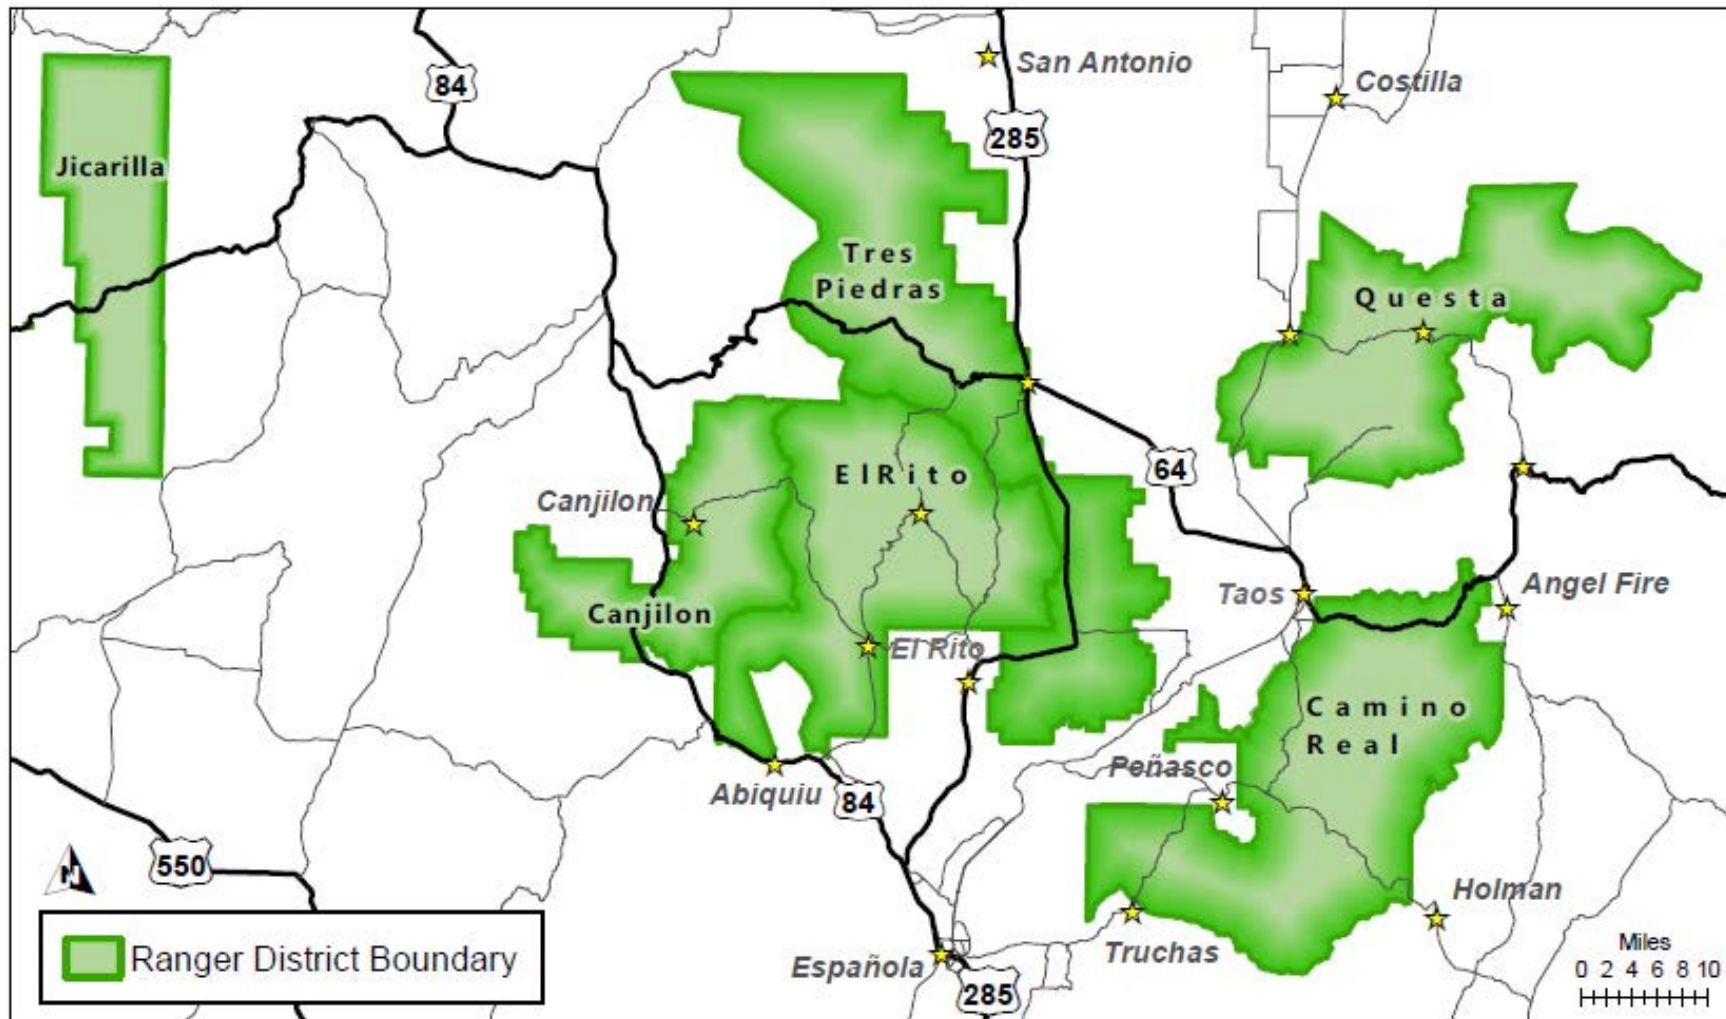 San Antonio
Costilla
84
285
Jicarilla
Tres
Piedras
Questa
ElRito
64
Canjilon
Canjilon
Taos
Angel Fire
El Rito
Camino
Real
Peñasco
Abiquiu
84
550
N
Holman
Truchas
Española
285
Ranger District Boundary
Miles
0 2 4 6 8 10